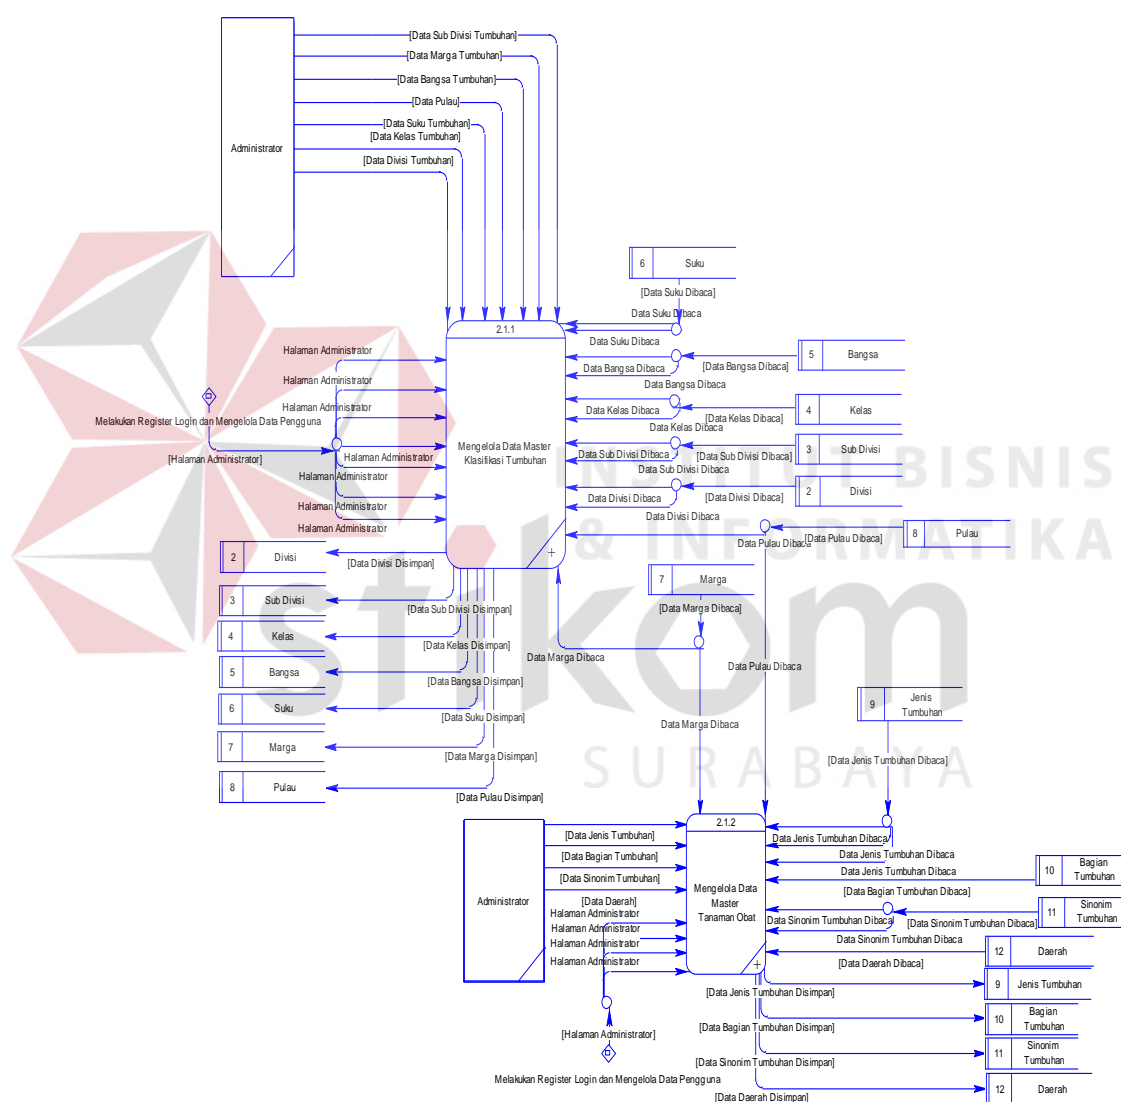 [Data Sub Divisi Tumbuhan]
[Data Marga Tumbuhan]
[Data Bangsa Tumbuhan]
[Data Pulau]
[Data Suku Tumbuhan]
[Data Kelas Tumbuhan]
[Data Divisi Tumbuhan]
Administrator
6 Suku
[Data Suku Dibaca]
Data Suku Dibaca
2.1.1
Data Suku Dibaca
Halaman Administrator
5 Bangsa
[Data Bangsa Dibaca]
Data Bangsa Dibaca
Halaman Administrator
Data Bangsa Dibaca
4 Kelas
Halaman Administrator
Data Kelas Dibaca
[Data Kelas Dibaca]
Melakukan Register Login dan Mengelola Data Pengguna
Data Kelas Dibaca
Mengelola Data Master
Klasifikasi Tumbuhan
3 Sub Divisi
[Halaman Administrator]
Halaman Administrator
Data Sub Divisi Dibaca
[Data Sub Divisi Dibaca]
Data Sub Divisi Dibaca
Halaman Administrator
INSTITUT BISNIS
2 Divisi
Data Divisi Dibaca
[Data Divisi Dibaca]
Halaman Administrator
Data Divisi Dibaca
Halaman Administrator
& INFORMATIKA
8 Pulau
Data Pulau Dibaca
[Data Pulau Dibaca]
2 Divisi
[Data Divisi Disimpan]
7 Marga
3 Sub Divisi
[Data Sub Divisi Disimpan]
[Data Marga Dibaca]
stikom
4 Kelas
[Data Kelas Disimpan]
Data Marga Dibaca
Data Pulau Dibaca
5 Bangsa
[Data Bangsa Disimpan]
6 Suku
[Data Suku Disimpan]
Data Marga Dibaca
9 Jenis
Tumbuhan
7 Marga
[Data Marga Disimpan]
[Data Jenis Tumbuhan Dibaca]
SURABAYA
8 Pulau
[Data Pulau Disimpan]
2.1.2
[Data Jenis Tumbuhan]
Data Jenis Tumbuhan Dibaca
[Data Bagian Tumbuhan]
Data Jenis Tumbuhan Dibaca
Data Jenis Tumbuhan Dibaca
10 Bagian
Tumbuhan
[Data Sinonim Tumbuhan]
[Data Bagian Tumbuhan Dibaca]
Administrator
Mengelola Data
Master
Tanaman Obat
[Data Daerah]
Halaman Administrator
Data Sinonim Tumbuhan Dibaca
[Data Sinonim Tumbuhan Dibaca]
11 Sinonim
Tumbuhan
Halaman Administrator
Halaman Administrator
Data Sinonim Tumbuhan Dibaca
12 Daerah
Halaman Administrator
[Data Daerah Dibaca]
[Data Jenis Tumbuhan Disimpan]
9 Jenis Tumbuhan
[Halaman Administrator]
[Data Bagian Tumbuhan Disimpan]
10 Bagian
Tumbuhan
[Data Sinonim Tumbuhan Disimpan]
11 Sinonim
Tumbuhan
Melakukan Register Login dan Mengelola Data Pengguna
[Data Daerah Disimpan]
12 Daerah